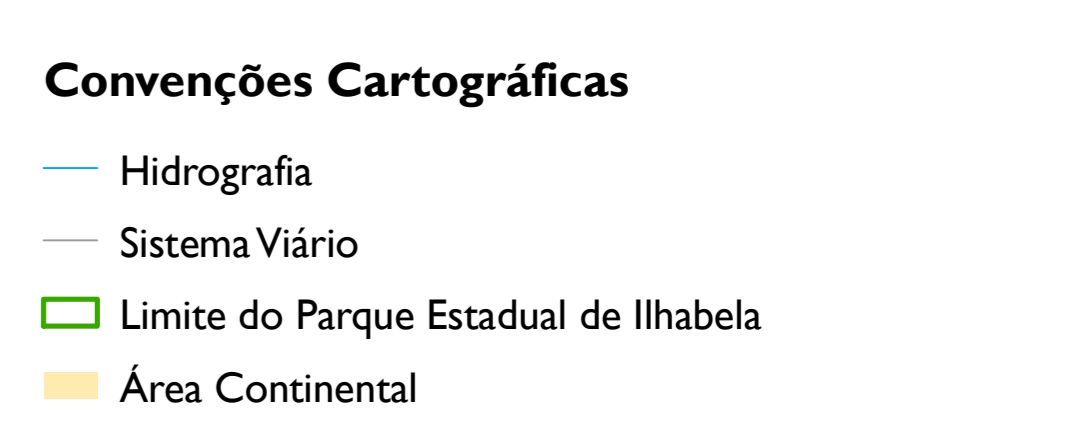 Convenções Cartográficas
Hidrografia
Sistema Viário
Limite do Parque Estadual de Ilhabela
Área Continental